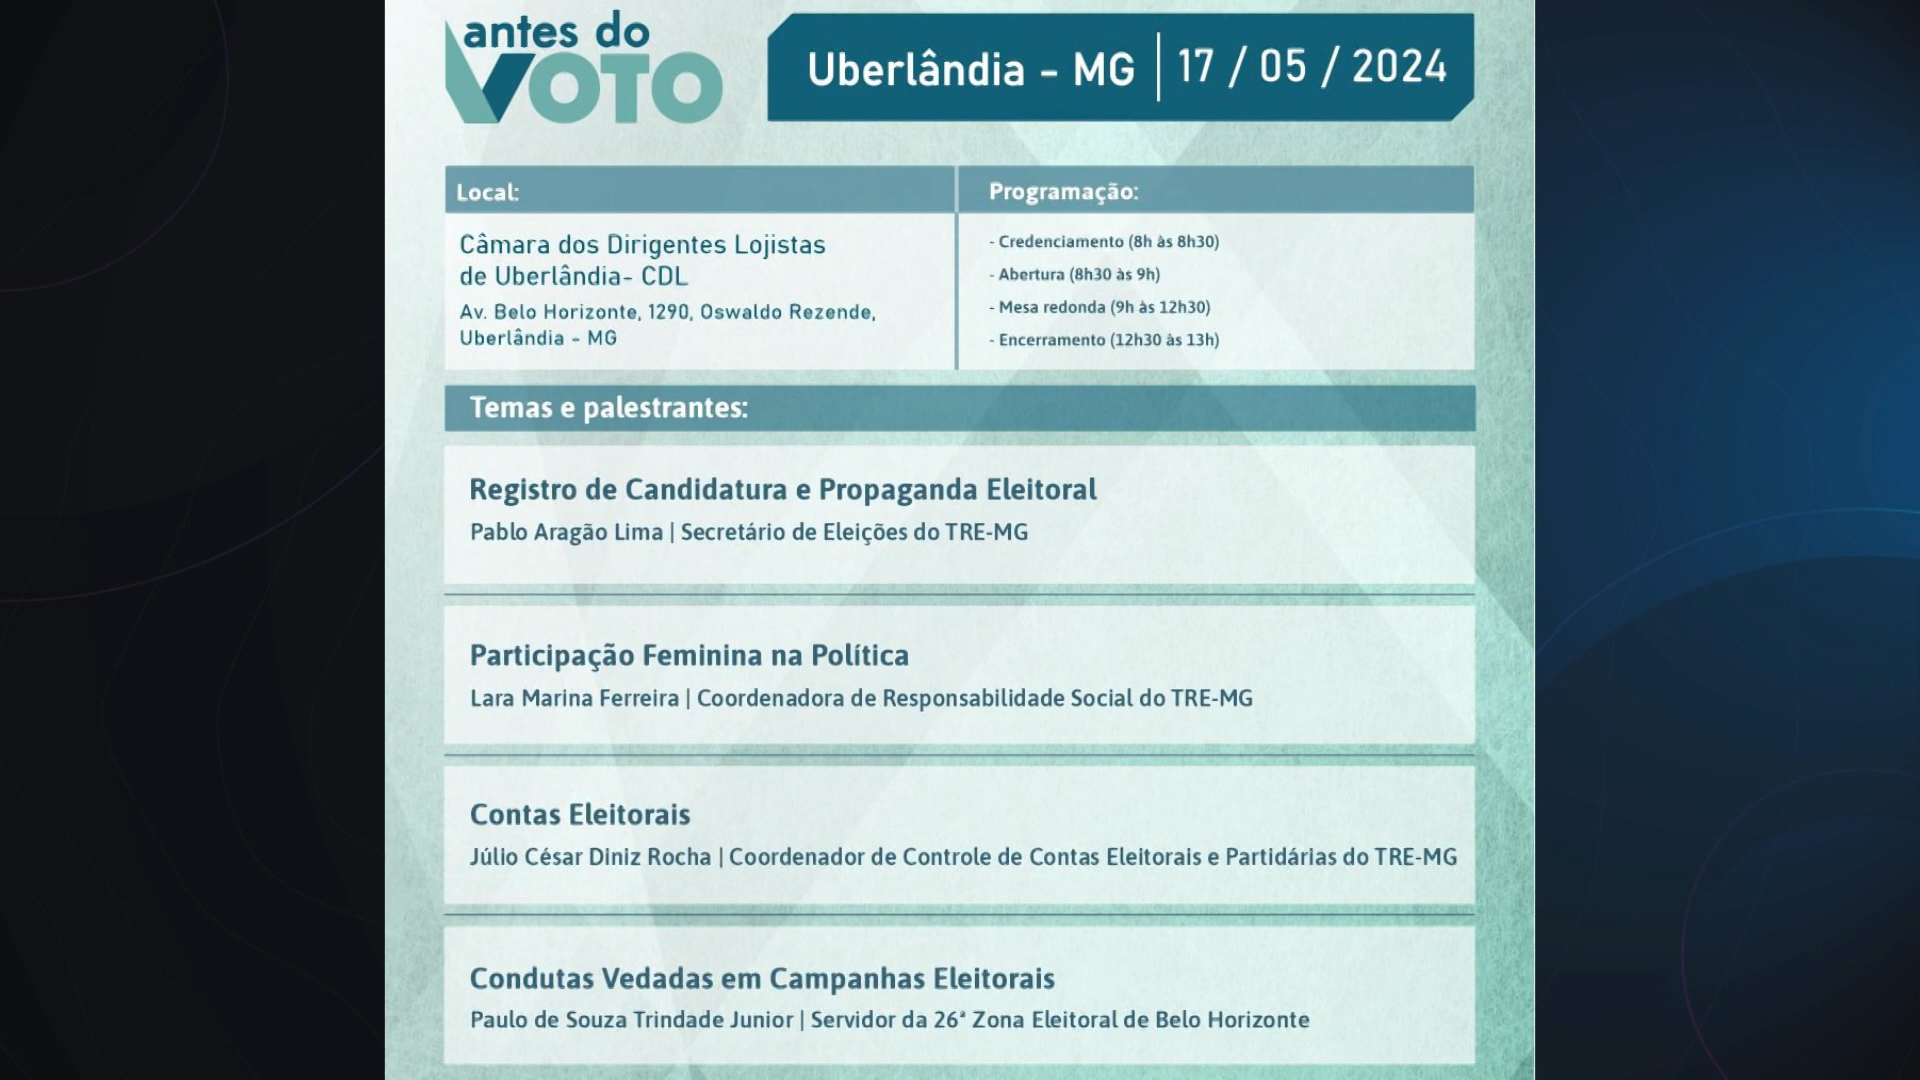 antes do
VOTO
Uberlândia - MG | 17 / 05 / 2024
Local:
Câmara dos Dirigentes Lojistas
de Uberlândia- CDL
Av. Belo Horizonte, 1290, Oswaldo Rezende,
Uberlândia - MG
Programação:
- Credenciamento (8h às 8h30)
- Abertura (8h30 às 9h)
- Mesa redonda (9h às 12h30)
- Encerramento (12h30 às 13h)
Temas e palestrantes:
Registro de Candidatura e Propaganda Eleitoral
Pablo Aragão Lima | Secretário de Eleições do TRE-MG
Participação Feminina na Política
Lara Marina Ferreira | Coordenadora de Responsabilidade Social do TRE-MG
Contas Eleitorais
Júlio César Diniz Rocha | Coordenador de Controle de Contas Eleitorais e Partidárias do TRE-MG
Condutas Vedadas em Campanhas Eleitorais
Paulo de Souza Trindade Junior | Servidor da 26ª Zona Eleitoral de Belo Horizonte